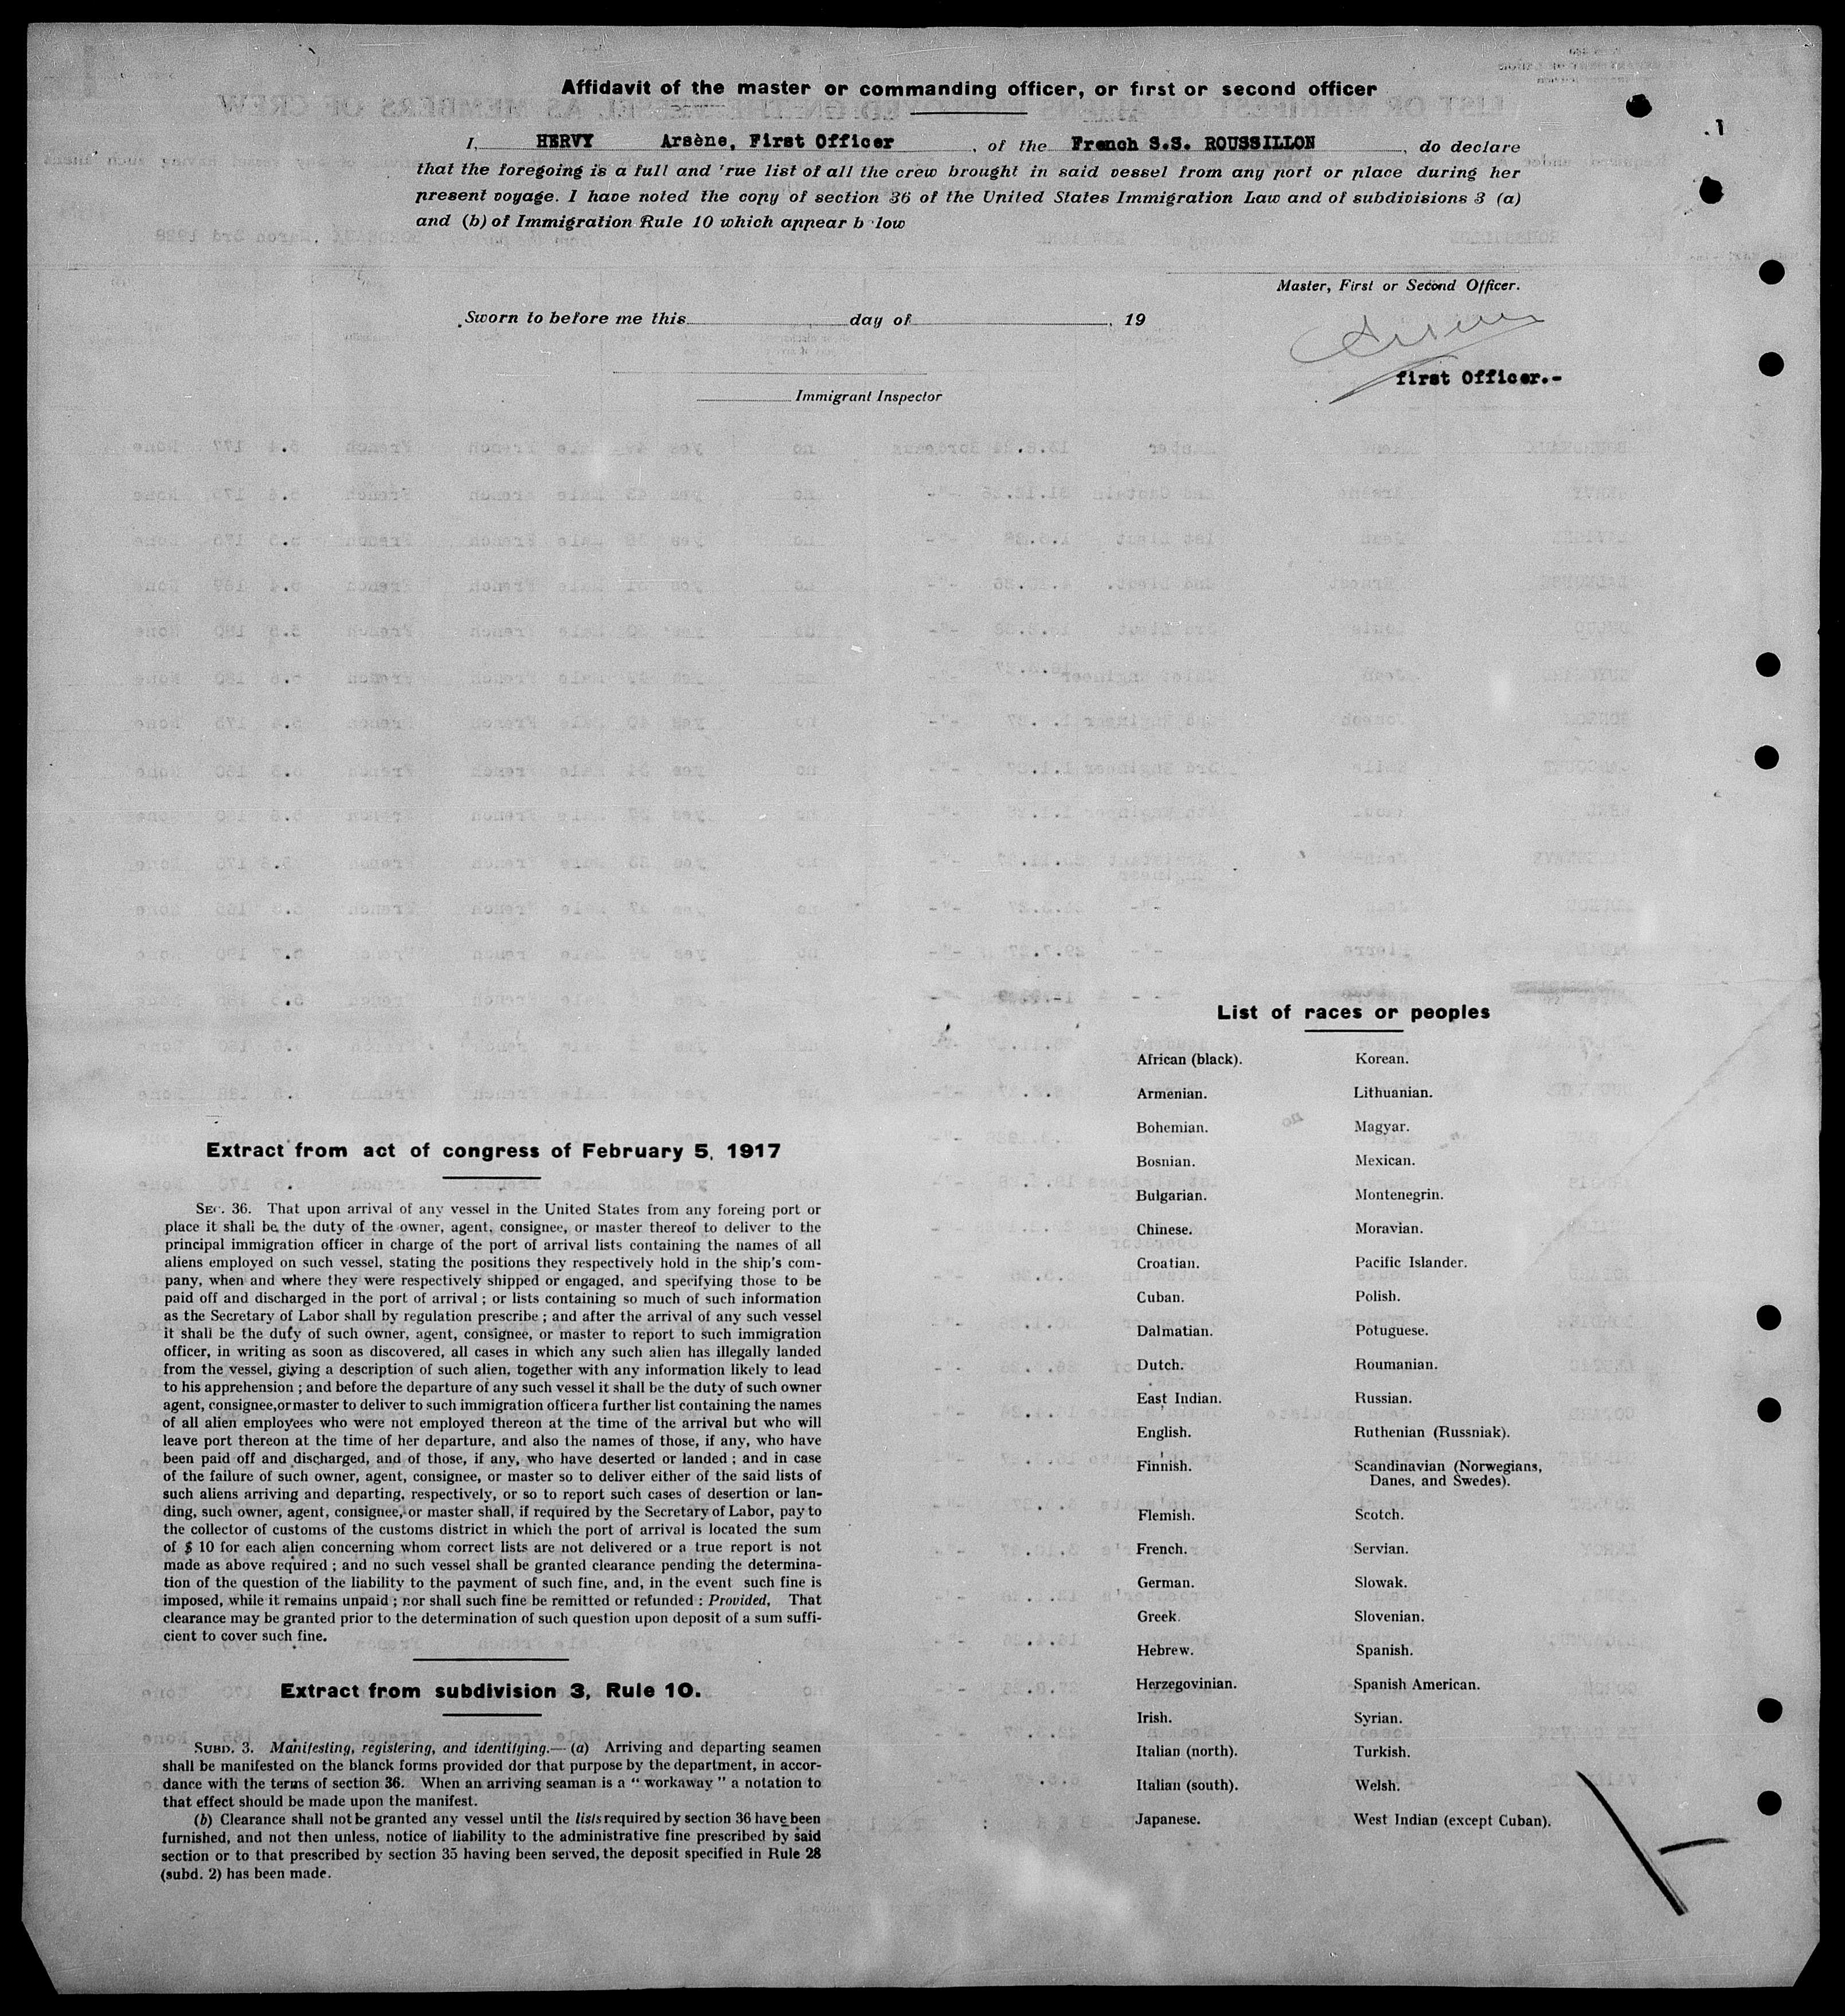 Affidavit of the master or commanding officer, or first or second officer
I, HERVY Arsène, First Officer , of the French S.S. ROUSSILLON , do declare
that the foregoing is a full and 'rue list of all the crew brought in said vessel from any port or place during her
present voyage. I have noted the copy of section 36 of the United States Immigration Law and of subdivisions 3 (a)
and (b) of Immigration Rule 10 which appear b low
Master, First or Second Officer.
Sworn to before me this day of , 19
first Officer.-
Immigrant Inspector
List of races or peoples
African (black). Korean.
Armenian. Lithuanian.
Bohemian. Magyar.
Bosnian. Mexican.
Bulgarian. Montenegrin.
Chinese. Moravian.
Croatian. Pacific Islander.
Cuban. Polish.
Dalmatian. Potuguese.
Dutch. Roumanian.
East Indian. Russian.
English. Ruthenian (Russniak).
Finnish. Scandinavian (Norwegians,
Danes, and Swedes).
Flemish. Scotch.
French. Servian.
German. Slowak.
Greek. Slovenian.
Hebrew. Spanish.
Herzegovinian. Spanish American.
Irish. Syrian.
Italian (north). Turkish.
Italian (south). Welsh.
Japanese. West Indian (except Cuban).
Extract from act of congress of February 5, 1917
SEC. 36. That upon arrival of any vessel in the United States from any foreing port or
place it shall be the duty of the owner, agent, consignee, or master thereof to deliver to the
principal immigration officer in charge of the port of arrival lists containing the names of all
aliens employed on such vessel, stating the positions they respectively hold in the ship's com-
pany, when and where they were respectively shipped or engaged, and specifying those to be
paid off and discharged in the port of arrival ; or lists containing so much of such information
as the Secretary of Labor shall by regulation prescribe ; and after the arrival of any such vessel
it shall be the duty of such owner, agent, consignee, or master to report to such immigration
officer, in writing as soon as discovered, all cases in which any such alien has illegally landed
from the vessel, giving a description of such alien, together with any information likely to lead
to his apprehension ; and before the departure of any such vessel it shall be the duty of such owner
agent, consignee,ormaster to deliver to such immigration officera further list containing the names
of all alien employees who were not employed thereon at the time of the arrival but who will
leave port thereon at the time of her departure, and also the names of those, if any, who have
been paid off and discharged, and of those, if any, who have deserted or landed ; and in case
of the failure of such owner, agent, consignee, or master so to deliver either of the said lists of
such aliens arriving and departing, respectively, or so to report such cases of desertion or lan-
ding, such owner, agent, consignee, or master shall, if required by the Secretary of Labor, pay to
the collector of customs of the customs district in which the port of arrival is located the sum
of $ 10 for each alien concerning whom correct lists are not delivered or a true report is not
made as above required ; and no such vessel shall be granted clearance pending the determina-
tion of the question of the liability to the payment of such fine, and, in the event such fine is
imposed, while it remains unpaid ; nor shall such fine be remitted or refunded : Provided, That
clearance may be granted prior to the determination of such question upon deposit of a sum suffi-
cient to cover such fine.
Extract from subdivision 3, Rule 10.
SUBD. 3. Manifesting, registering, and identifying.— (a) Arriving and departing seamen
shall be manifested on the blanck forms provided dor that purpose by the department, in accor-
dance with the terms of section 36. When an arriving seaman is a “ workaway ” a notation to
that effect should be made upon the manifest.
(b) Clearance shall not be granted any vessel until the lists required by section 36 have been
furnished, and not then unless, notice of liability to the administrative fine prescribed by said
section or to that prescribed by section 35 having been served, the deposit specified in Rule 28
(subd. 2) has been made.